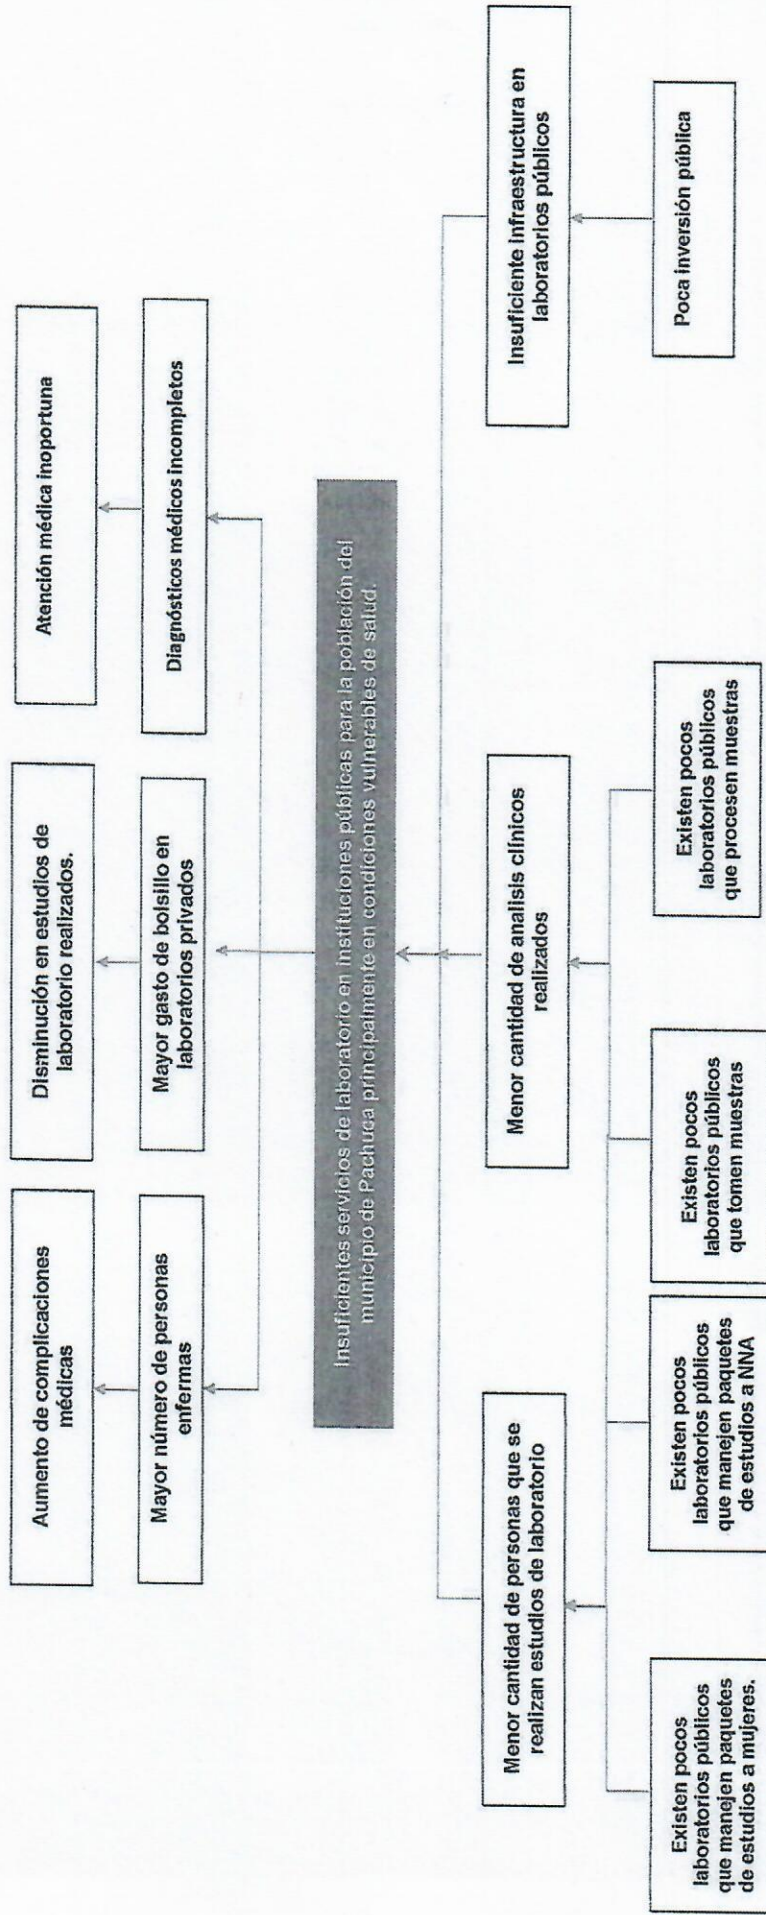 Aumento de complicaciones
médicas
Disminución en estudios de
laboratorio realizados.
Atención médica inoportuna
Mayor número de personas
enfermas
Mayor gasto de bolsillo en
laboratorios privados
Diagnósticos médicos incompletos
Insuficientes servicios de laboratorio en instituciones públicas para la población del
municipio de Pachuca principalmente en condiciones vulnerables de salud.
Menor cantidad de personas que se
realizan estudios de laboratorio
Menor cantidad de analisis clínicos
realizados
Insuficiente infraestructura en
laboratorios públicos
Existen pocos
laboratorios públicos
que manejen paquetes
de estudios a mujeres.
Existen pocos
laboratorios públicos
que manejen paquetes
de estudios a NNA
Existen pocos
laboratorios públicos
que tomen muestras
Existen pocos
laboratorios públicos
que procesen muestras
Poca inversión pública